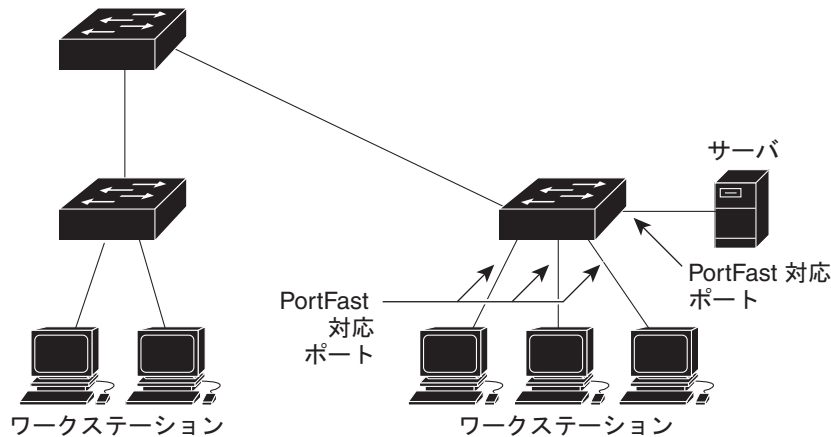 サーバ
PortFast 対応
ポート
PortFast
対応
ポート
ワークステーション
ワークステーション